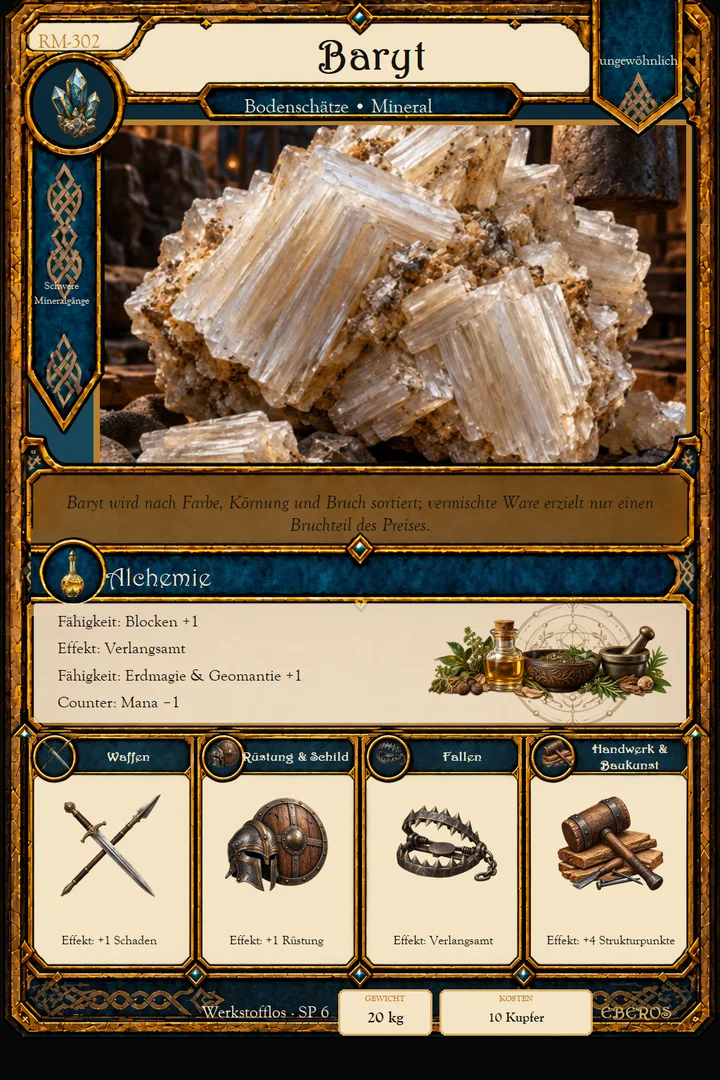 RM-302
Baryt
ungewöhnlich
Bodenschätze • Mineral
Schwere
Mineralgänge
Baryt wird nach Farbe, Körnung und Bruch sortiert; vermischte Ware erzielt nur einen
Bruchteil des Preises.
Alchemie
Fähigkeit: Blocken +1
Effekt: Verlangsamt
Fähigkeit: Erdmagie & Geomantie +1
Counter: Mana −1
Waffen
Rüstung & Schild
Fallen
Handwerk &
Baukunst
Effekt: +1 Schaden
Effekt: +1 Rüstung
Effekt: Verlangsamt
Effekt: +4 Strukturpunkte
Werkstofflos · SP 6
GEWICHT
20 kg
KOSTEN
10 Kupfer
EBEROS